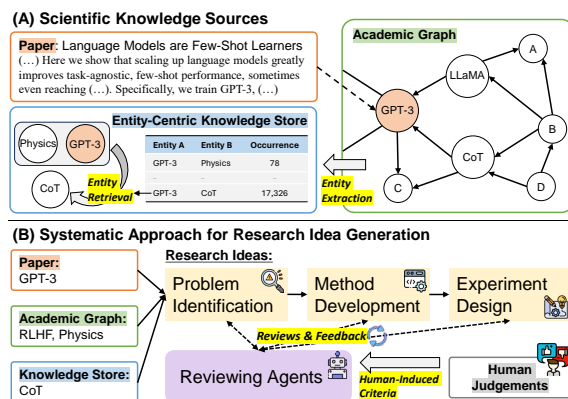 (A) Scientific Knowledge Sources
Paper: Language Models are Few-Shot Learners
(…) Here we show that scaling up language models greatly
improves task-agnostic, few-shot performance, sometimes
even reaching (…). Specifically, we train GPT-3, (…)
Academic Graph
A
LLaMA
GPT-3
B
CoT
C
D
Entity-Centric Knowledge Store
Physics
GPT-3
CoT
Entity
Retrieval
Entity A Entity B Occurrence
GPT-3 Physics 78
- - -
GPT-3 CoT 17,326
Entity
Extraction
(B) Systematic Approach for Research Idea Generation
Paper:
GPT-3
Academic Graph:
RLHF, Physics
Knowledge Store:
CoT
Research Ideas:
Problem
Identification
Method
Development
Experiment
Design
Reviews & Feedback
Reviewing Agents
Human-Induced
Criteria
Human
Judgements